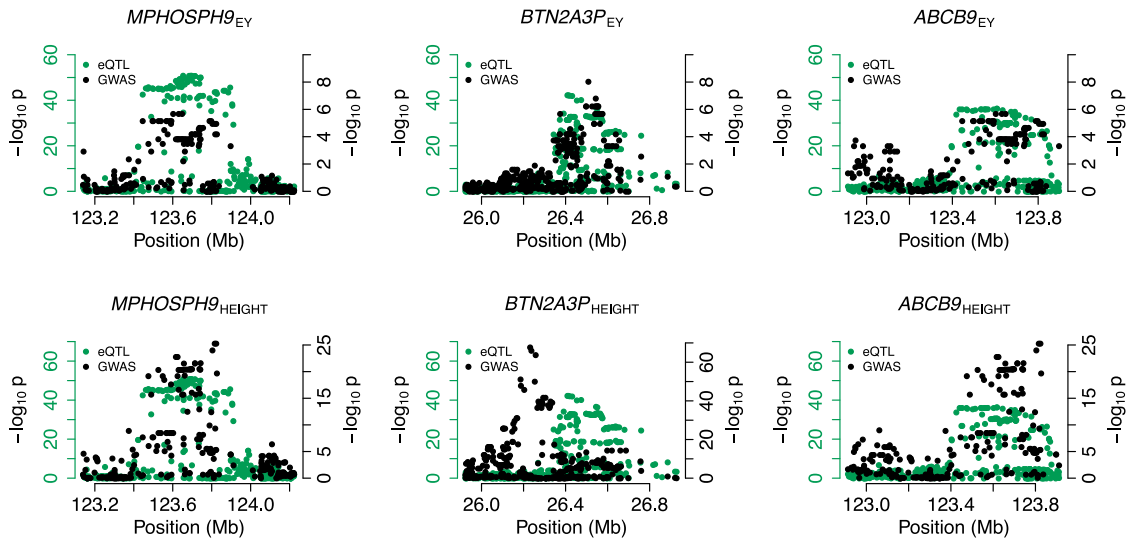 MPHOSPH9EY
60
40
20
0
−log10 p
eQTL
GWAS
8
6
4
2
0
−log10 p
123.2
123.6
124.0
Position (Mb)
BTN2A3PEY
60
40
20
0
−log10 p
eQTL
GWAS
8
6
4
2
0
−log10 p
26.0
26.4
26.8
Position (Mb)
ABCB9EY
60
40
20
0
−log10 p
eQTL
GWAS
8
6
4
2
0
−log10 p
123.0
123.4
123.8
Position (Mb)
MPHOSPH9HEIGHT
60
40
20
0
−log10 p
eQTL
GWAS
25
15
5
0
−log10 p
123.2
123.6
124.0
Position (Mb)
BTN2A3PHEIGHT
60
40
20
0
−log10 p
eQTL
GWAS
60
40
20
0
−log10 p
26.0
26.4
26.8
Position (Mb)
ABCB9HEIGHT
60
40
20
0
−log10 p
eQTL
GWAS
25
15
5
0
−log10 p
123.0
123.4
123.8
Position (Mb)